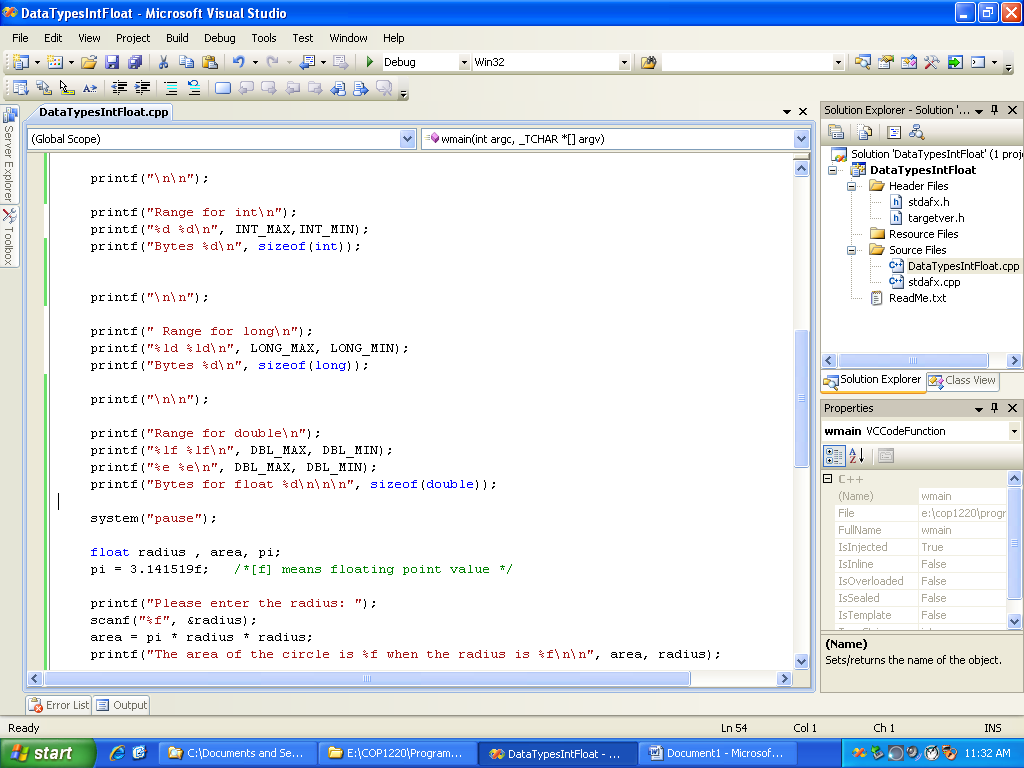 DataTypesIntFloat - Microsoft Visual Studio
File Edit View Project Build Debug Tools Test Window Help
Debug Win32
DataTypesIntFloat.cpp
(Global Scope) wmain(int argc, _TCHAR *[] argv)
Server Explorer
Toolbox
printf("\n\n");
printf("Range for int\n");
printf("%d %d\n", INT_MAX,INT_MIN);
printf("Bytes %d\n", sizeof(int));
printf("\n\n");
printf(" Range for long\n");
printf("%ld %ld\n", LONG_MAX, LONG_MIN);
printf("Bytes %d\n", sizeof(long));
printf("\n\n");
printf("Range for double\n");
printf("%lf %lf\n", DBL_MAX, DBL_MIN);
printf("%e %e\n", DBL_MAX, DBL_MIN);
printf("Bytes for float %d\n\n\n", sizeof(double));
system("pause");
float radius , area, pi;
pi = 3.141519f; /*[f] means floating point value */
printf("Please enter the radius: ");
scanf("%f", &radius);
area = pi * radius * radius;
printf("The area of the circle is %f when the radius is %f\n\n", area, radius);
Solution Explorer - Solution '...
Solution 'DataTypesIntFloat' (1 proj
DataTypesIntFloat
Header Files
stdafx.h
targetver.h
Resource Files
Source Files
DataTypesIntFloat.cpp
stdafx.cpp
ReadMe.txt
Solution Explorer Class View
Properties
wmain VCCodeFunction
C++
(Name) wmain
File e:\cop1220\progr
FullName wmain
IsInjected True
IsInline False
IsOverloaded False
IsSealed False
IsTemplate False
(Name)
Sets/returns the name of the object.
Error List Output
Ready Ln 54 Col 1 Ch 1 INS
start C:\Documents and Se... E:\COP1220\Program... DataTypesIntFloat - ... Document1 - Microsof... 11:32 AM